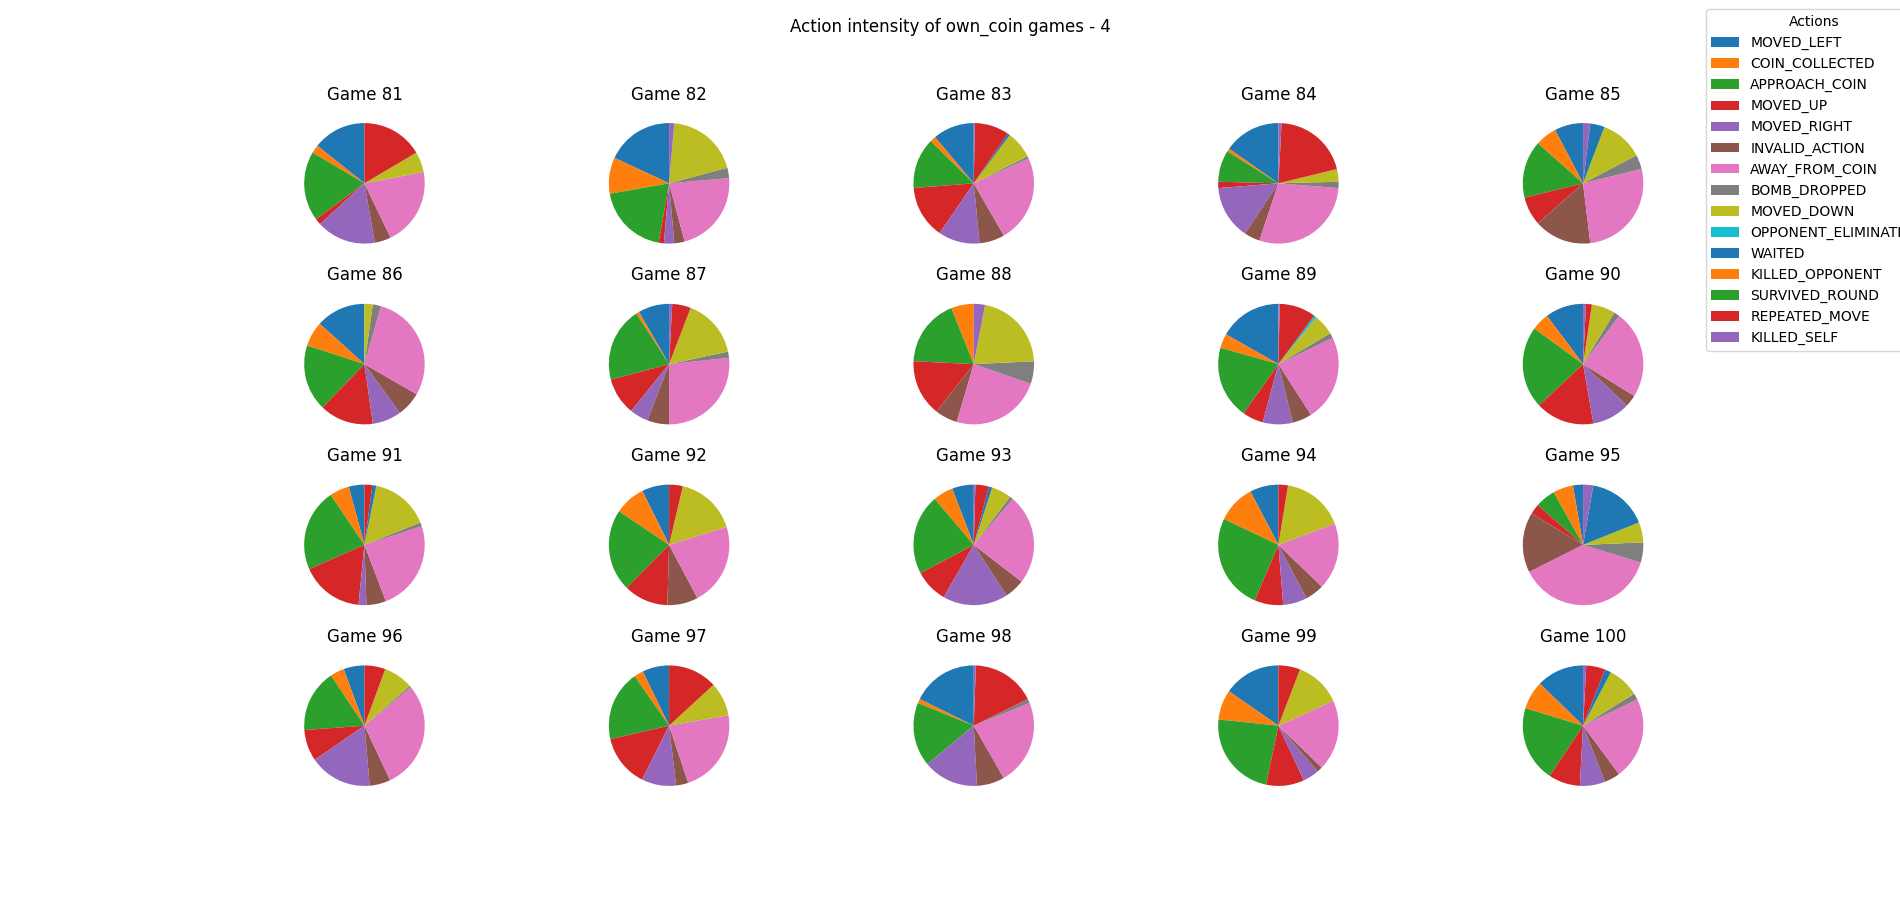 Action intensity of own_coin games - 4
Actions
MOVED_LEFT
COIN_COLLECTED
APPROACH_COIN
MOVED_UP
MOVED_RIGHT
INVALID_ACTION
AWAY_FROM_COIN
BOMB_DROPPED
MOVED_DOWN
OPPONENT_ELIMINAT
WAITED
KILLED_OPPONENT
SURVIVED_ROUND
REPEATED_MOVE
KILLED_SELF
Game 81
Game 82
Game 83
Game 84
Game 85
Game 86
Game 87
Game 88
Game 89
Game 90
Game 91
Game 92
Game 93
Game 94
Game 95
Game 96
Game 97
Game 98
Game 99
Game 100